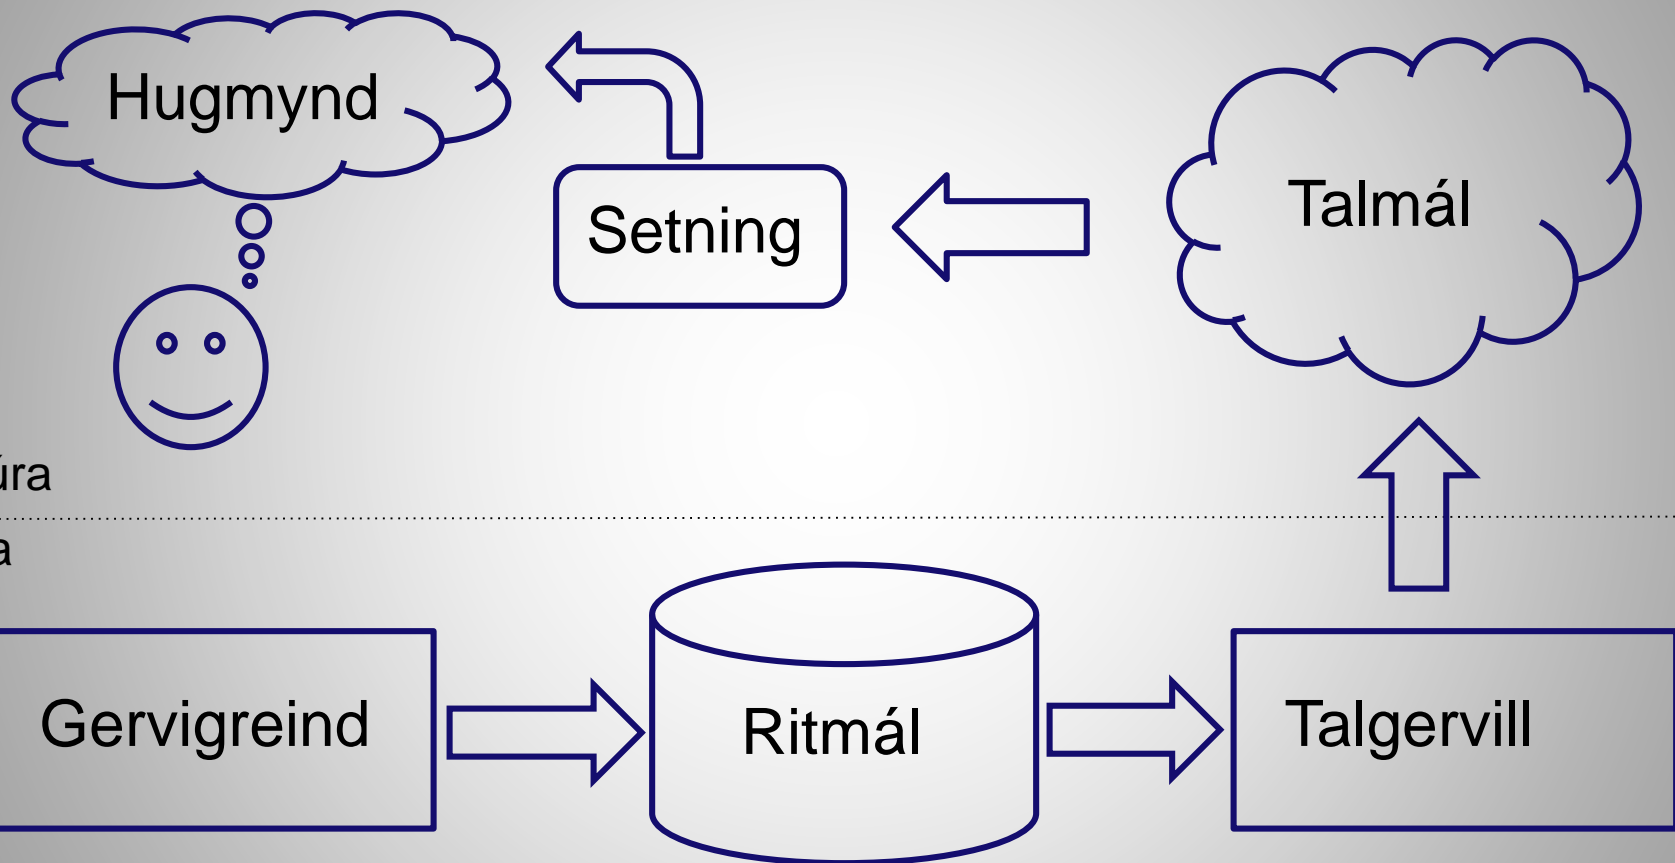 Hugmynd
Talmál
Setning
úra
a
Gervigreind
Ritmál
Talgervill